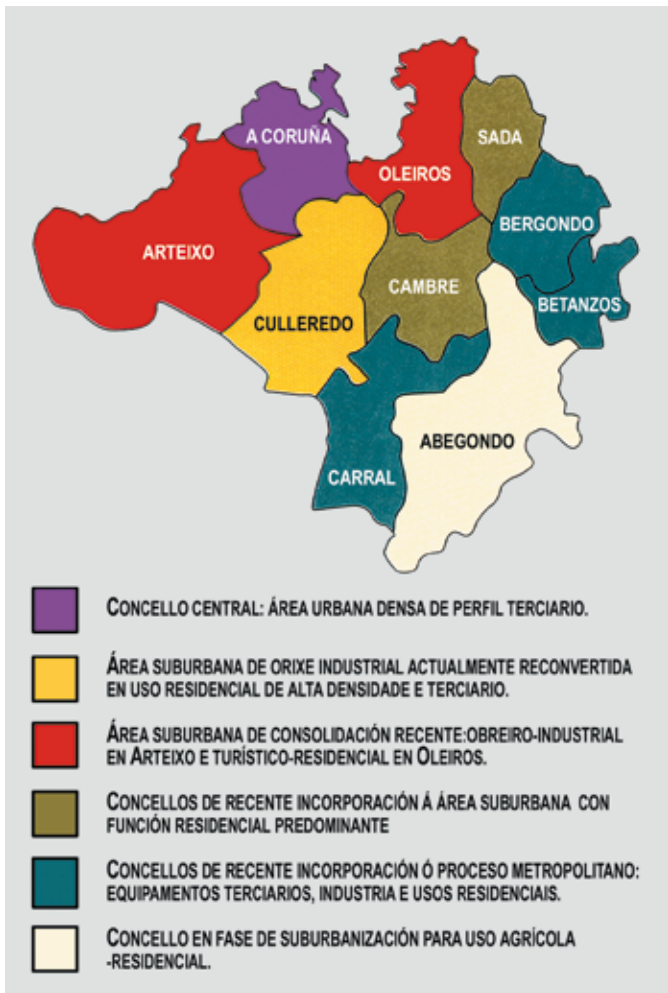 A CORUÑA
SADA
OLEIROS
BERGONDO
ARTEIXO
CAMBRE
BETANZOS
CULLEREDO
ABEGONDO
CARRAL
CONCELLO CENTRAL: ÁREA URBANA DENSA DE PERFIL TERCIARIO.
ÁREA SUBURBANA DE ORIXE INDUSTRIAL ACTUALMENTE RECONVERTIDA
EN USO RESIDENCIAL DE ALTA DENSIDADE E TERCIARIO.
ÁREA SUBURBANA DE CONSOLIDACIÓN RECENTE:OBREIRO-INDUSTRIAL
EN ARTEIXO E TURÍSTICO-RESIDENCIAL EN OLEIROS.
CONCELLOS DE RECENTE INCORPORACIÓN Á ÁREA SUBURBANA CON
FUNCIÓN RESIDENCIAL PREDOMINANTE
CONCELLOS DE RECENTE INCORPORACIÓN Ó PROCESO METROPOLITANO:
EQUIPAMENTOS TERCIARIOS, INDUSTRIA E USOS RESIDENCIAIS.
CONCELLO EN FASE DE SUBURBANIZACIÓN PARA USO AGRÍCOLA
-RESIDENCIAL.